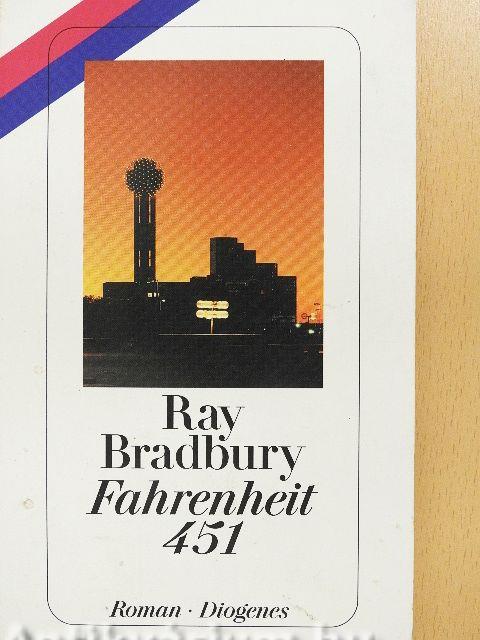 Ray
Bradbury
Fahrenheit
451
Roman · Diogenes